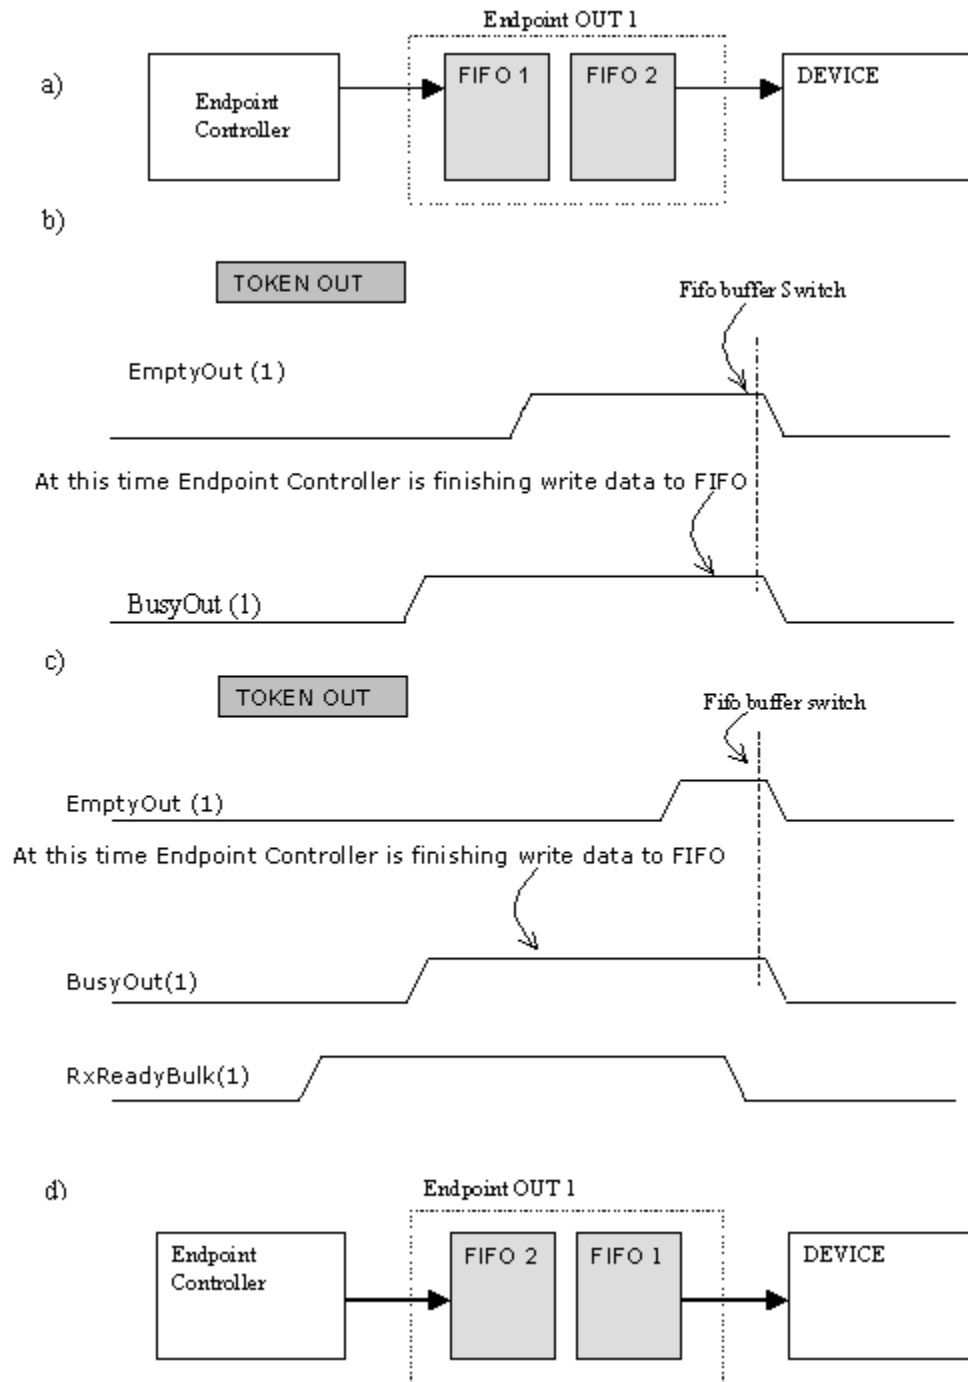 Endpoint OUT 1
a)
Endpoint
Controller
FIFO 1
FIFO 2
DEVICE
b)
TOKEN OUT
Fifo buffer Switch
EmptyOut (1)
At this time Endpoint Controller is finishing write data to FIFO
BusyOut (1)
c)
TOKEN OUT
Fifo buffer switch
EmptyOut (1)
At this time Endpoint Controller is finishing write data to FIFO
BusyOut(1)
RxReadyBulk(1)
d)
Endpoint OUT 1
Endpoint
Controller
FIFO 2
FIFO 1
DEVICE